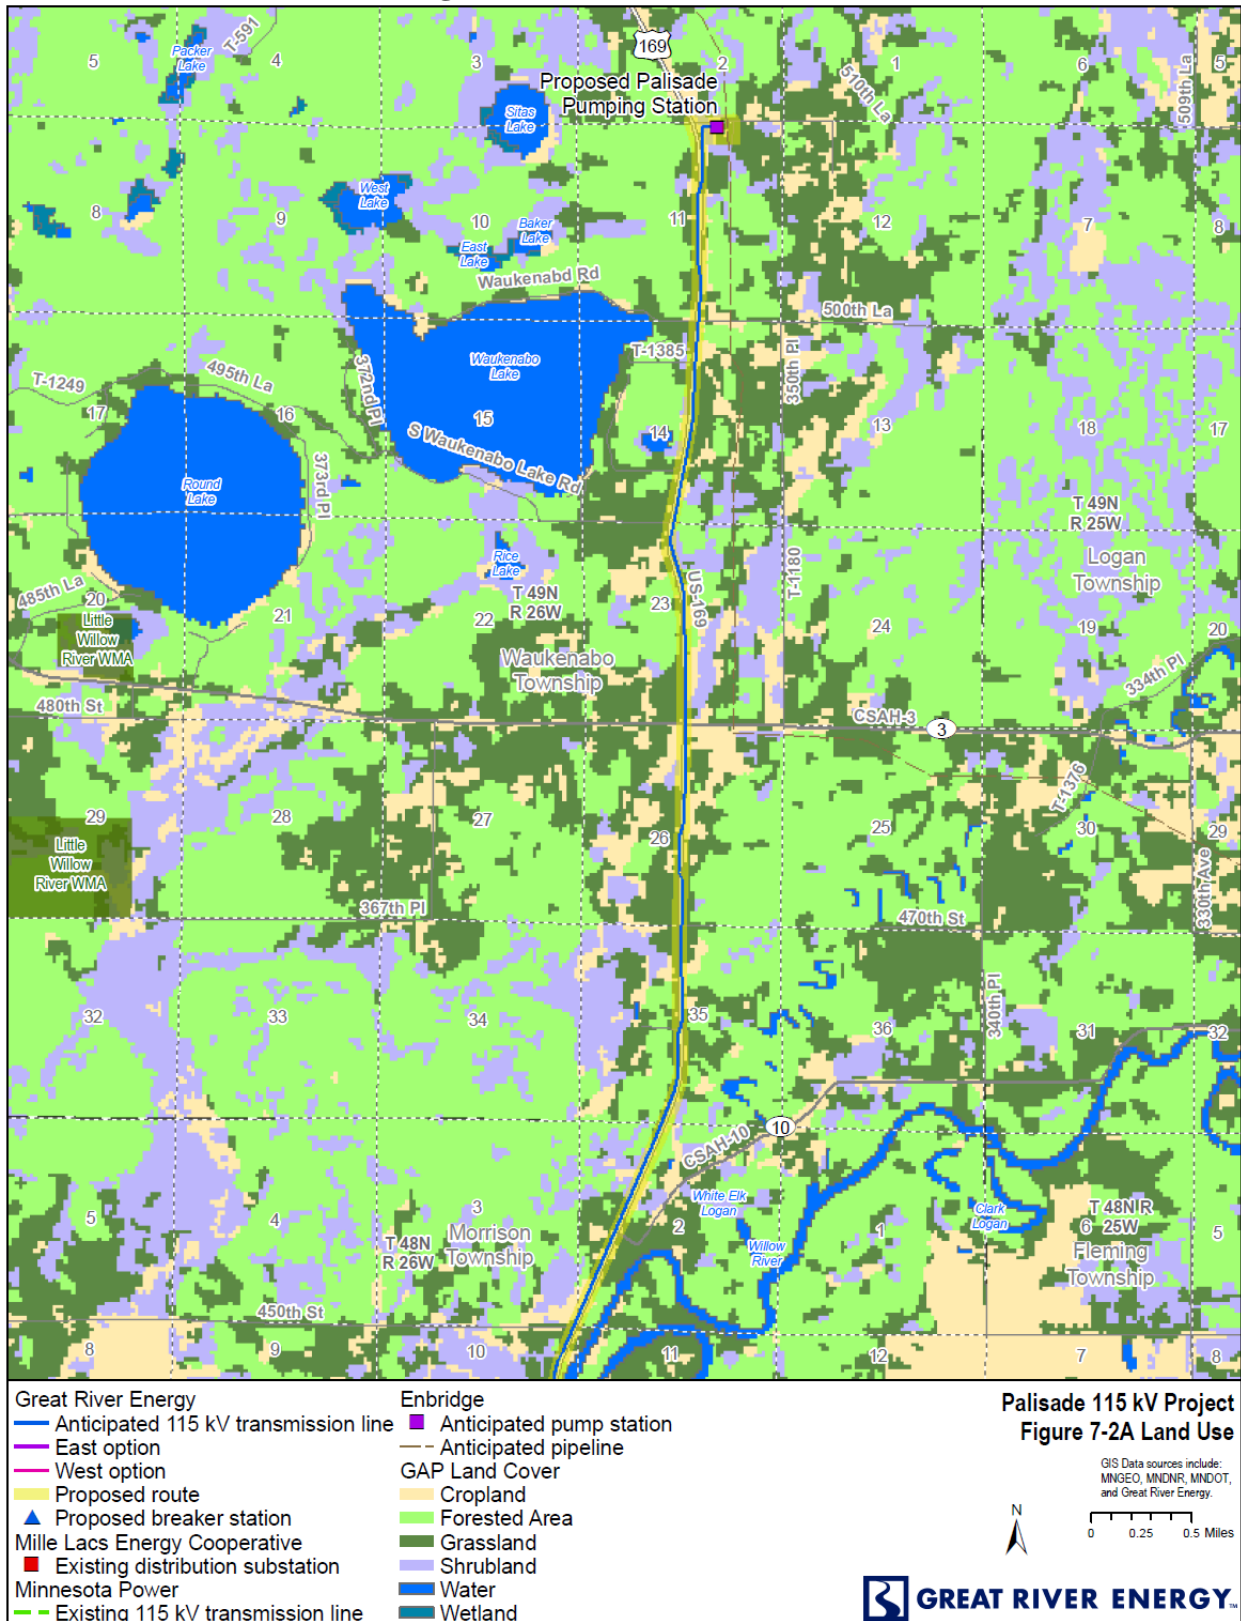 5
Packer
Lake
T-591
4
3
169
2
1
510th La
6
509th La
5
Proposed Palisade
Pumping Station
Sitas
Lake
8
9
West
Lake
10
Baker
Lake
East
Lake
11
12
7
8
Waukenabd Rd
500th La
T-1385
350th Pl
T-1249
495th La
372nd Pl
Waukenabo
Lake
17
16
15
14
13
18
17
S Waukenabo Lake Rd
Round
Lake
373rd Pl
T 49N
R 25W
Logan
Township
Rice
Lake
T-1180
US-169
485th La
20
Little
Willow
River WMA
21
T 49N
R 26W
22
23
24
19
20
Waukenabo
Township
334th Pl
480th St
CSAH-3
3
T-1376
29
28
27
26
25
30
29
Little
Willow
River WMA
330th Ave
367th Pl
470th St
340th Pl
32
33
34
35
36
31
32
CSAH-10
10
White Elk
Logan
Clark
Logan
T 48N R
6 25W
Fleming
Township
5
4
3
2
1
5
Morrison
Township
T 48N
R 26W
Willow
River
450th St
8
9
10
11
12
7
8
Great River Energy
Anticipated 115 kV transmission line
East option
West option
Proposed route
Proposed breaker station
Mille Lacs Energy Cooperative
Existing distribution substation
Minnesota Power
Existing 115 kV transmission line
Enbridge
Anticipated pump station
Anticipated pipeline
GAP Land Cover
Cropland
Forested Area
Grassland
Shrubland
Water
Wetland
Palisade 115 kV Project
Figure 7-2A Land Use
GIS Data sources include:
MNGEO, MNDNR, MNDOT,
and Great River Energy.
N
0 0.25 0.5 Miles
GREAT RIVER ENERGY™